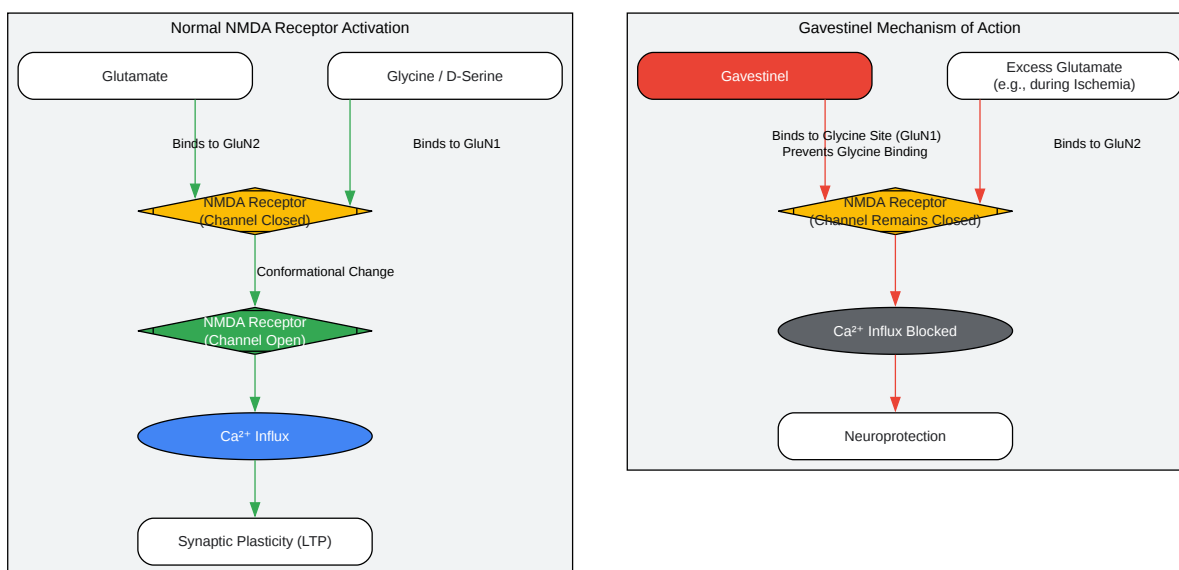 Normal NMDA Receptor Activation
Glutamate
Glycine / D-Serine
Binds to GluN2
Binds to GluN1
NMDA Receptor
(Channel Closed)
Conformational Change
NMDA Receptor
(Channel Open)
Ca²⁺ Influx
Synaptic Plasticity (LTP)
Gavestinel Mechanism of Action
Gavestinel
Excess Glutamate
(e.g., during Ischemia)
Binds to Glycine Site (GluN1)
Prevents Glycine Binding
Binds to GluN2
NMDA Receptor
(Channel Remains Closed)
Ca²⁺ Influx Blocked
Neuroprotection